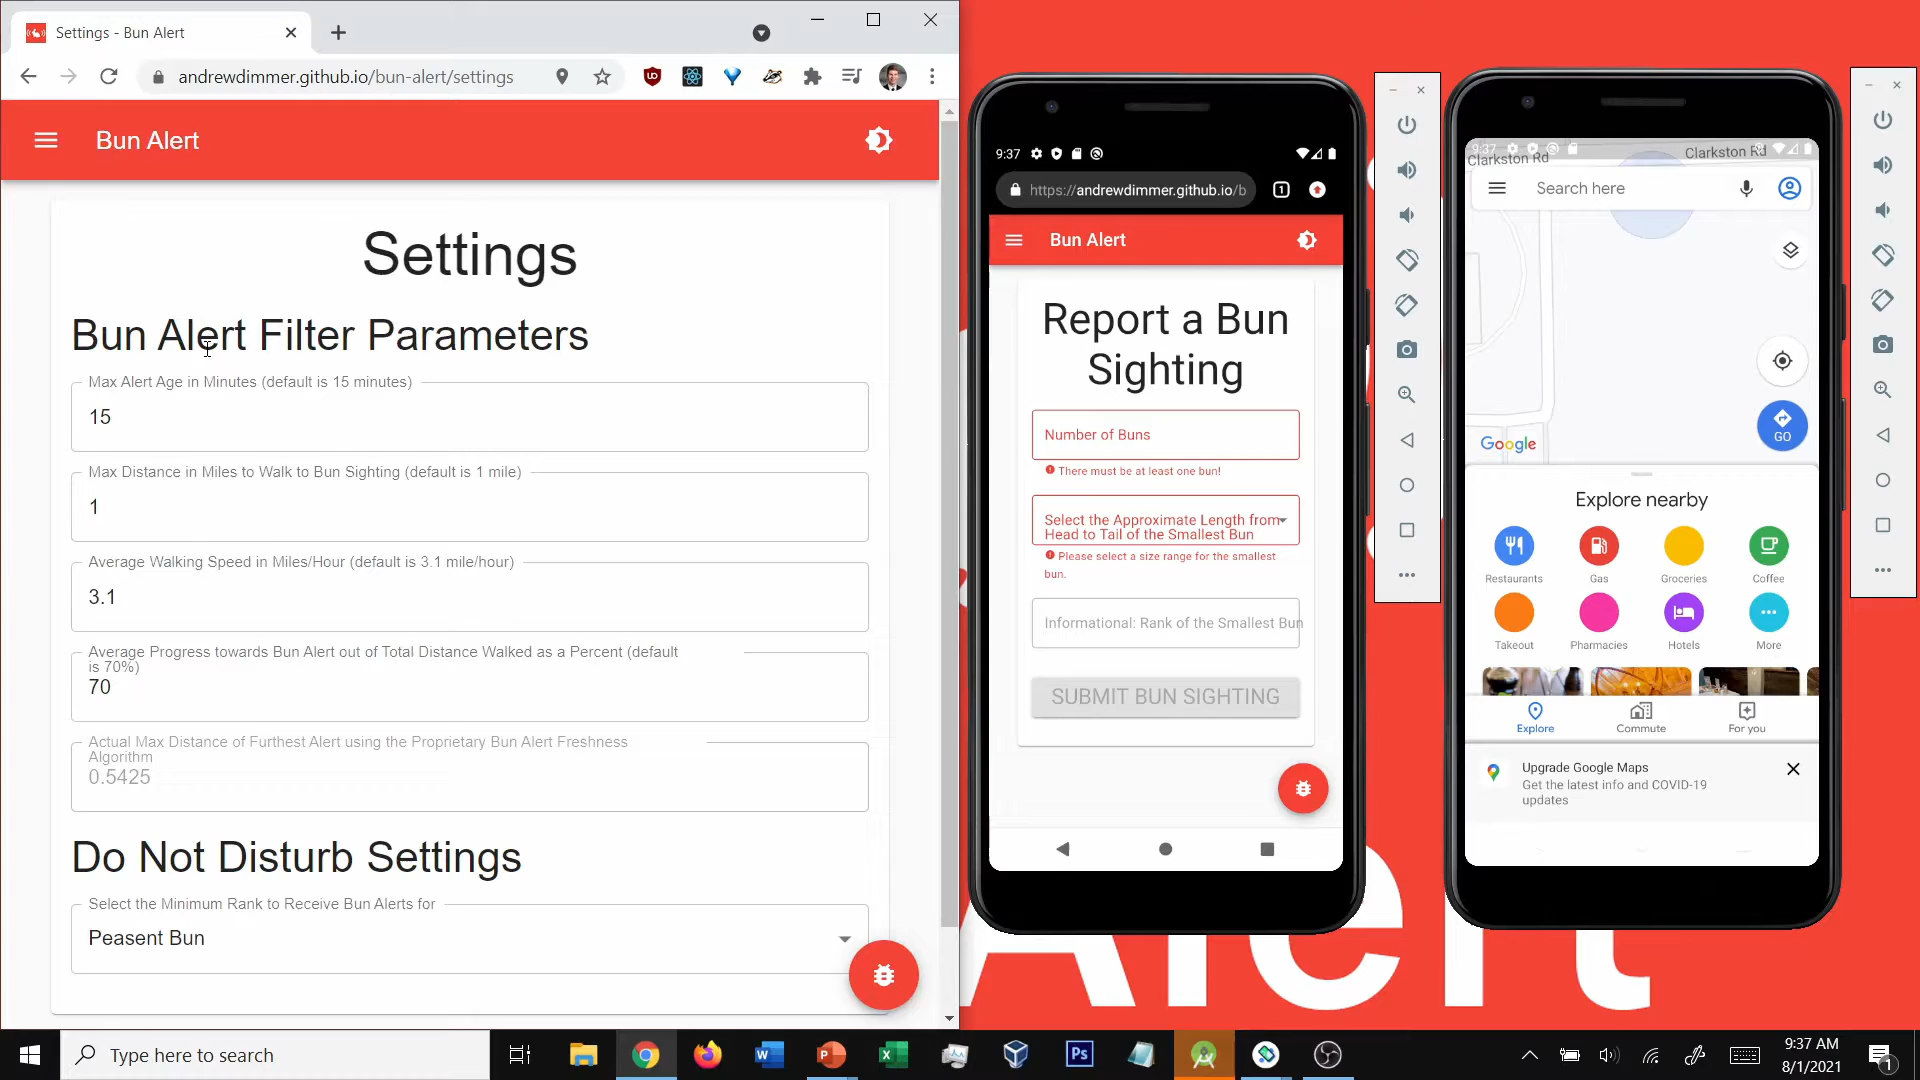 Settings - Bun Alert
andrewdimmer.github.io/bun-alert/settings
Bun Alert
Settings
Bun Alert Filter Parameters
Max Alert Age in Minutes (default is 15 minutes)
15
Max Distance in Miles to Walk to Bun Sighting (default is 1 mile)
1
Average Walking Speed in Miles/Hour (default is 3.1 mile/hour)
3.1
Average Progress towards Bun Alert out of Total Distance Walked as a Percent (default
is 70%)
70
Actual Max Distance of Furthest Alert using the Proprietary Bun Alert Freshness
Algorithm
0.5425
Do Not Disturb Settings
Select the Minimum Rank to Receive Bun Alerts for
Peasent Bun
9:37
https://andrewdimmer.github.io/b
1
Bun Alert
Report a Bun
Sighting
Number of Buns
There must be at least one bun!
Select the Approximate Length from
Head to Tail of the Smallest Bun
Please select a size range for the smallest
bun.
Informational: Rank of the Smallest Bun
SUBMIT BUN SIGHTING
9:37
Clarkston Rd
Clarkston Rd
Search here
GO
Google
Explore nearby
Restaurants
Gas
Groceries
Coffee
Takeout
Pharmacies
Hotels
More
Explore
Commute
For you
Upgrade Google Maps
Get the latest info and COVID-19
updates
Alert
Type here to search
Ps
9:37 AM
8/1/2021
1